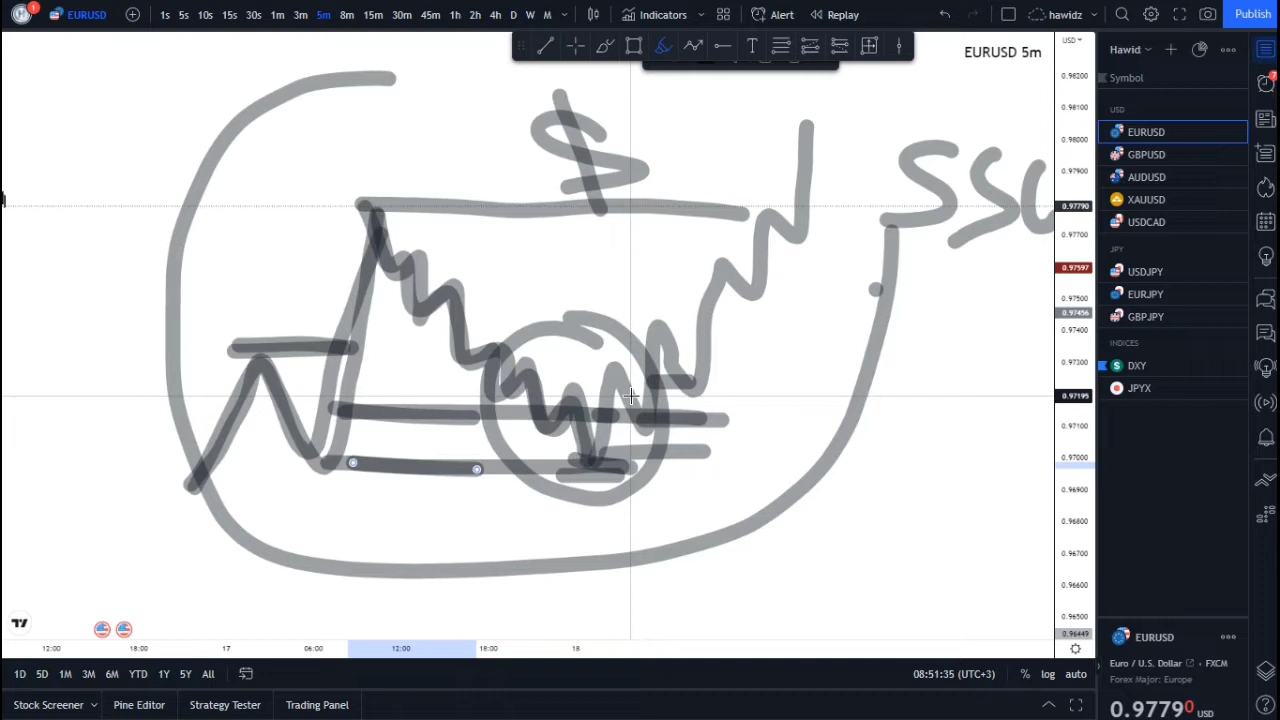 1
EURUSD 1s 5s 10s 15s 30s 1m 3m 5m 8m 15m 30m 45m 1h 2h 4h D W M Indicators Alert Replay hawidz Publish
EURUSD 5m
USD
Hawid
Symbol
USD
EURUSD
GBPUSD
AUDUSD
XAUUSD
USDCAD
JPY
USDJPY
EURJPY
GBPJPY
INDICES
DXY
JPYX
7
$
SSC
0.98200
0.98100
0.98000
0.97900
0.97790
0.97700
0.97597
0.97500
0.97456
0.97400
0.97300
0.97195
0.97100
0.97000
0.96900
0.96800
0.96700
0.96600
0.96500
0.96449
12:00 18:00 17 06:00 12:00 18:00 18
1D 5D 1M 3M 6M YTD 1Y 5Y All 08:51:35 (UTC+3) % log auto
Stock Screener Pine Editor Strategy Tester Trading Panel
EURUSD
Euro / U.S. Dollar • FXCM
Forex Major: Europe
0.97790 USD